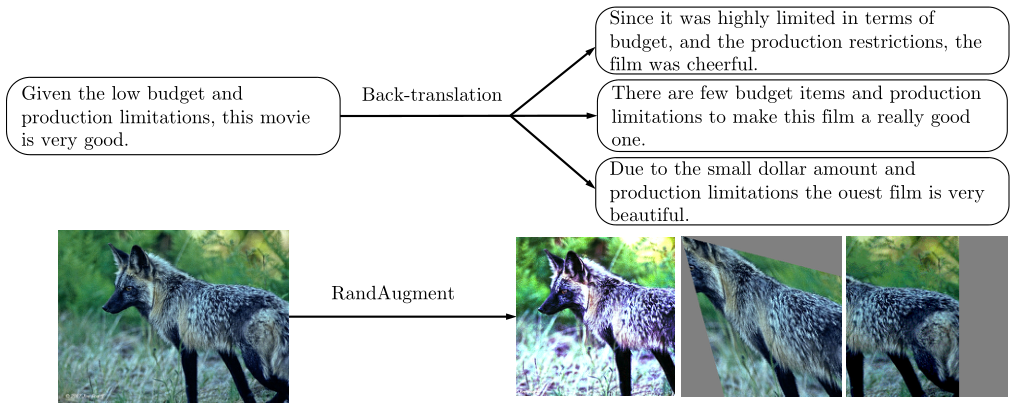 Since it was highly limited in terms of
budget, and the production restrictions, the
film was cheerful.
Given the low budget and
production limitations, this movie
is very good.
Back-translation
There are few budget items and production
limitations to make this film a really good
one.
Due to the small dollar amount and
production limitations the ouest film is very
beautiful.
RandAugment